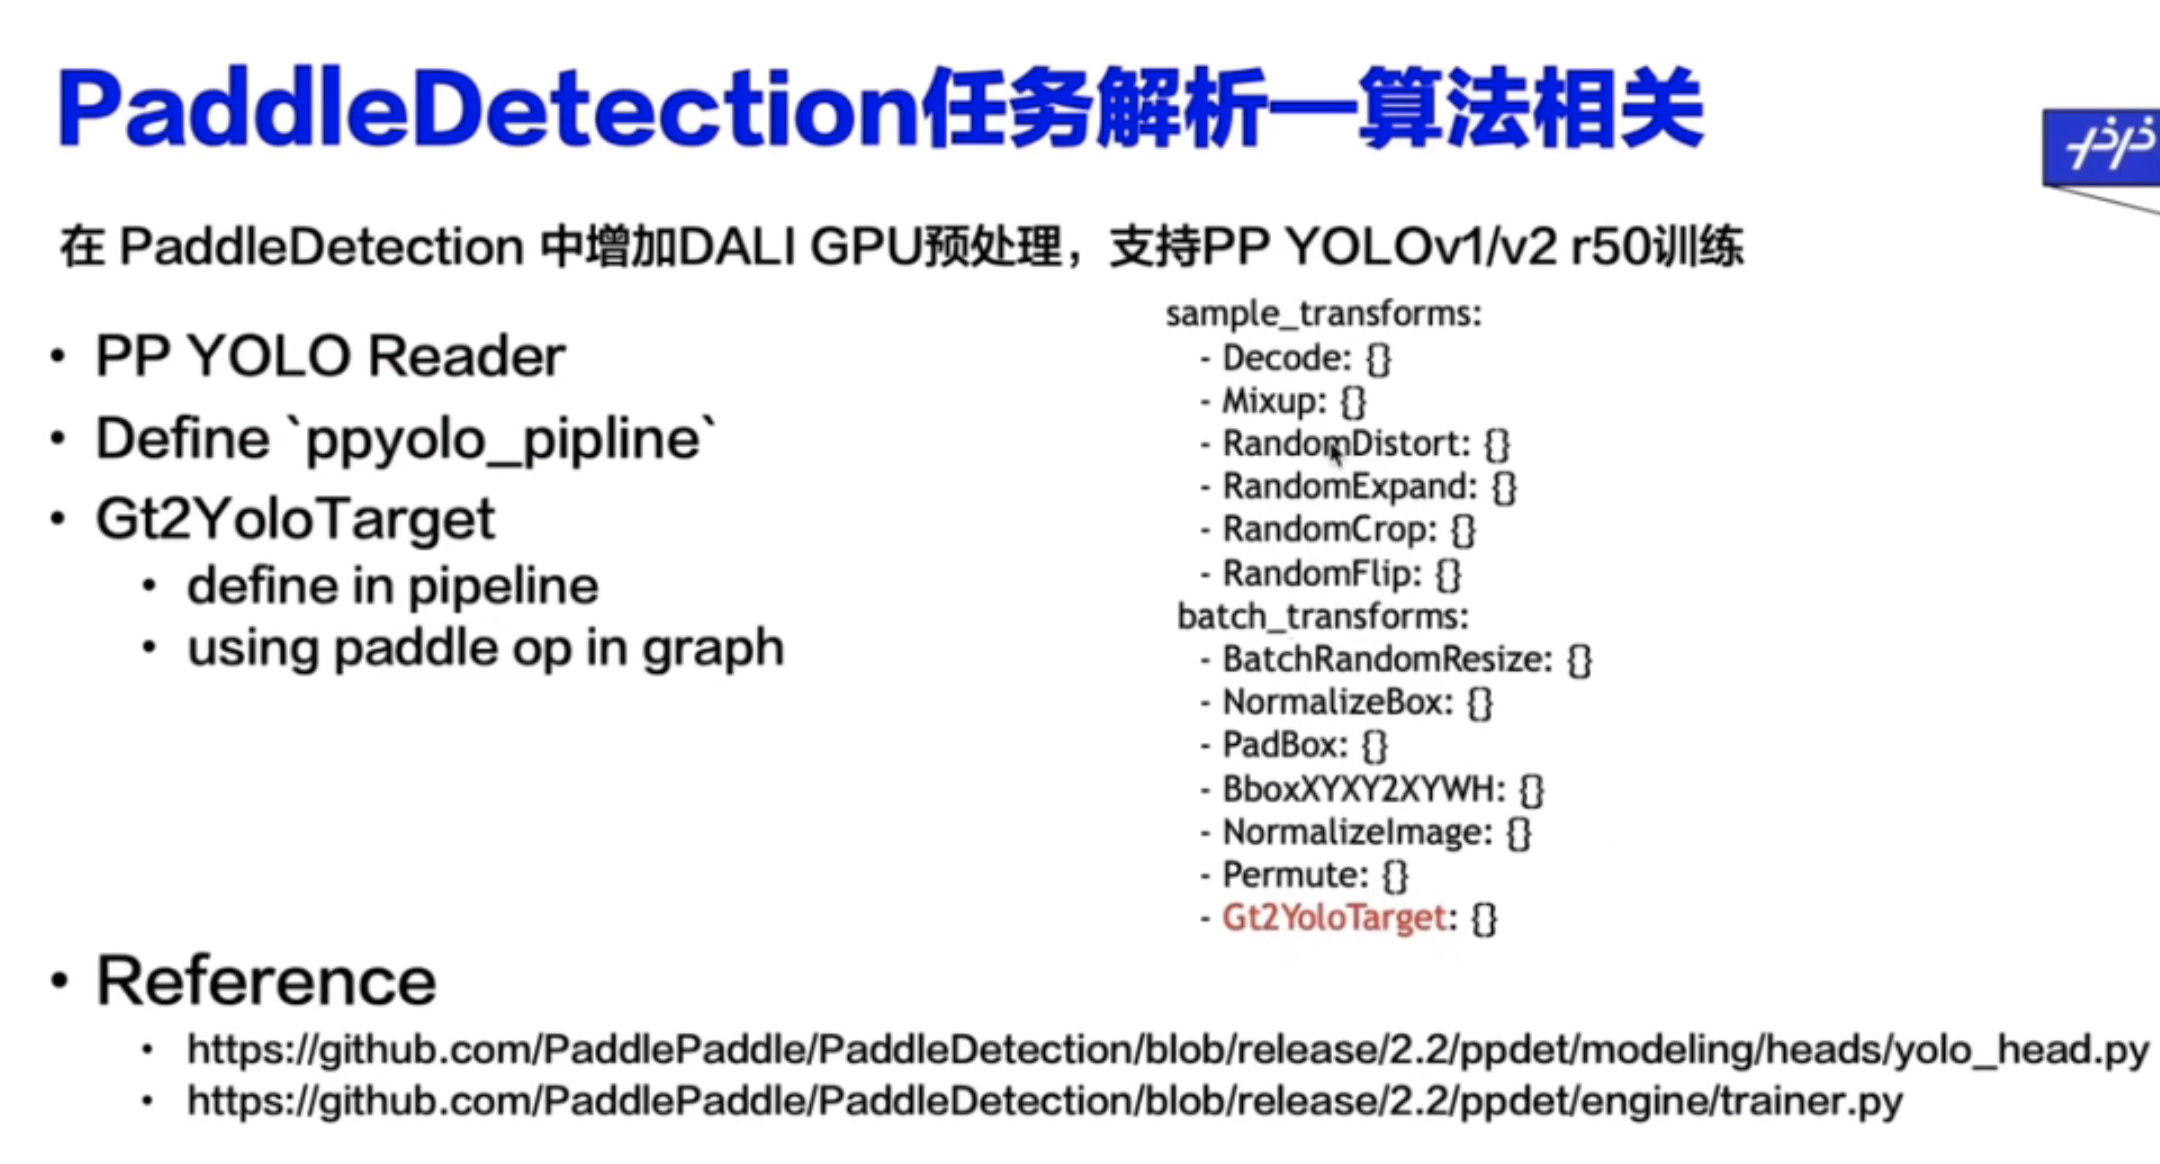 PaddleDetection任务解析—算法相关
在 PaddleDetection 中增加DALI GPU预处理，支持PP YOLOv1/v2 r50训练
• PP YOLO Reader
• Define `ppyolo_pipline`
• Gt2YoloTarget
• define in pipeline
• using paddle op in graph
sample_transforms:
- Decode: {}
- Mixup: {}
- RandomDistort: {}
- RandomExpand: {}
- RandomCrop: {}
- RandomFlip: {}
batch_transforms:
- BatchRandomResize: {}
- NormalizeBox: {}
- PadBox: {}
- BboxXYXY2XYWH: {}
- NormalizeImage: {}
- Permute: {}
- Gt2YoloTarget: {}
• Reference
• https://github.com/PaddlePaddle/PaddleDetection/blob/release/2.2/ppdet/modeling/heads/yolo_head.py
• https://github.com/PaddlePaddle/PaddleDetection/blob/release/2.2/ppdet/engine/trainer.py